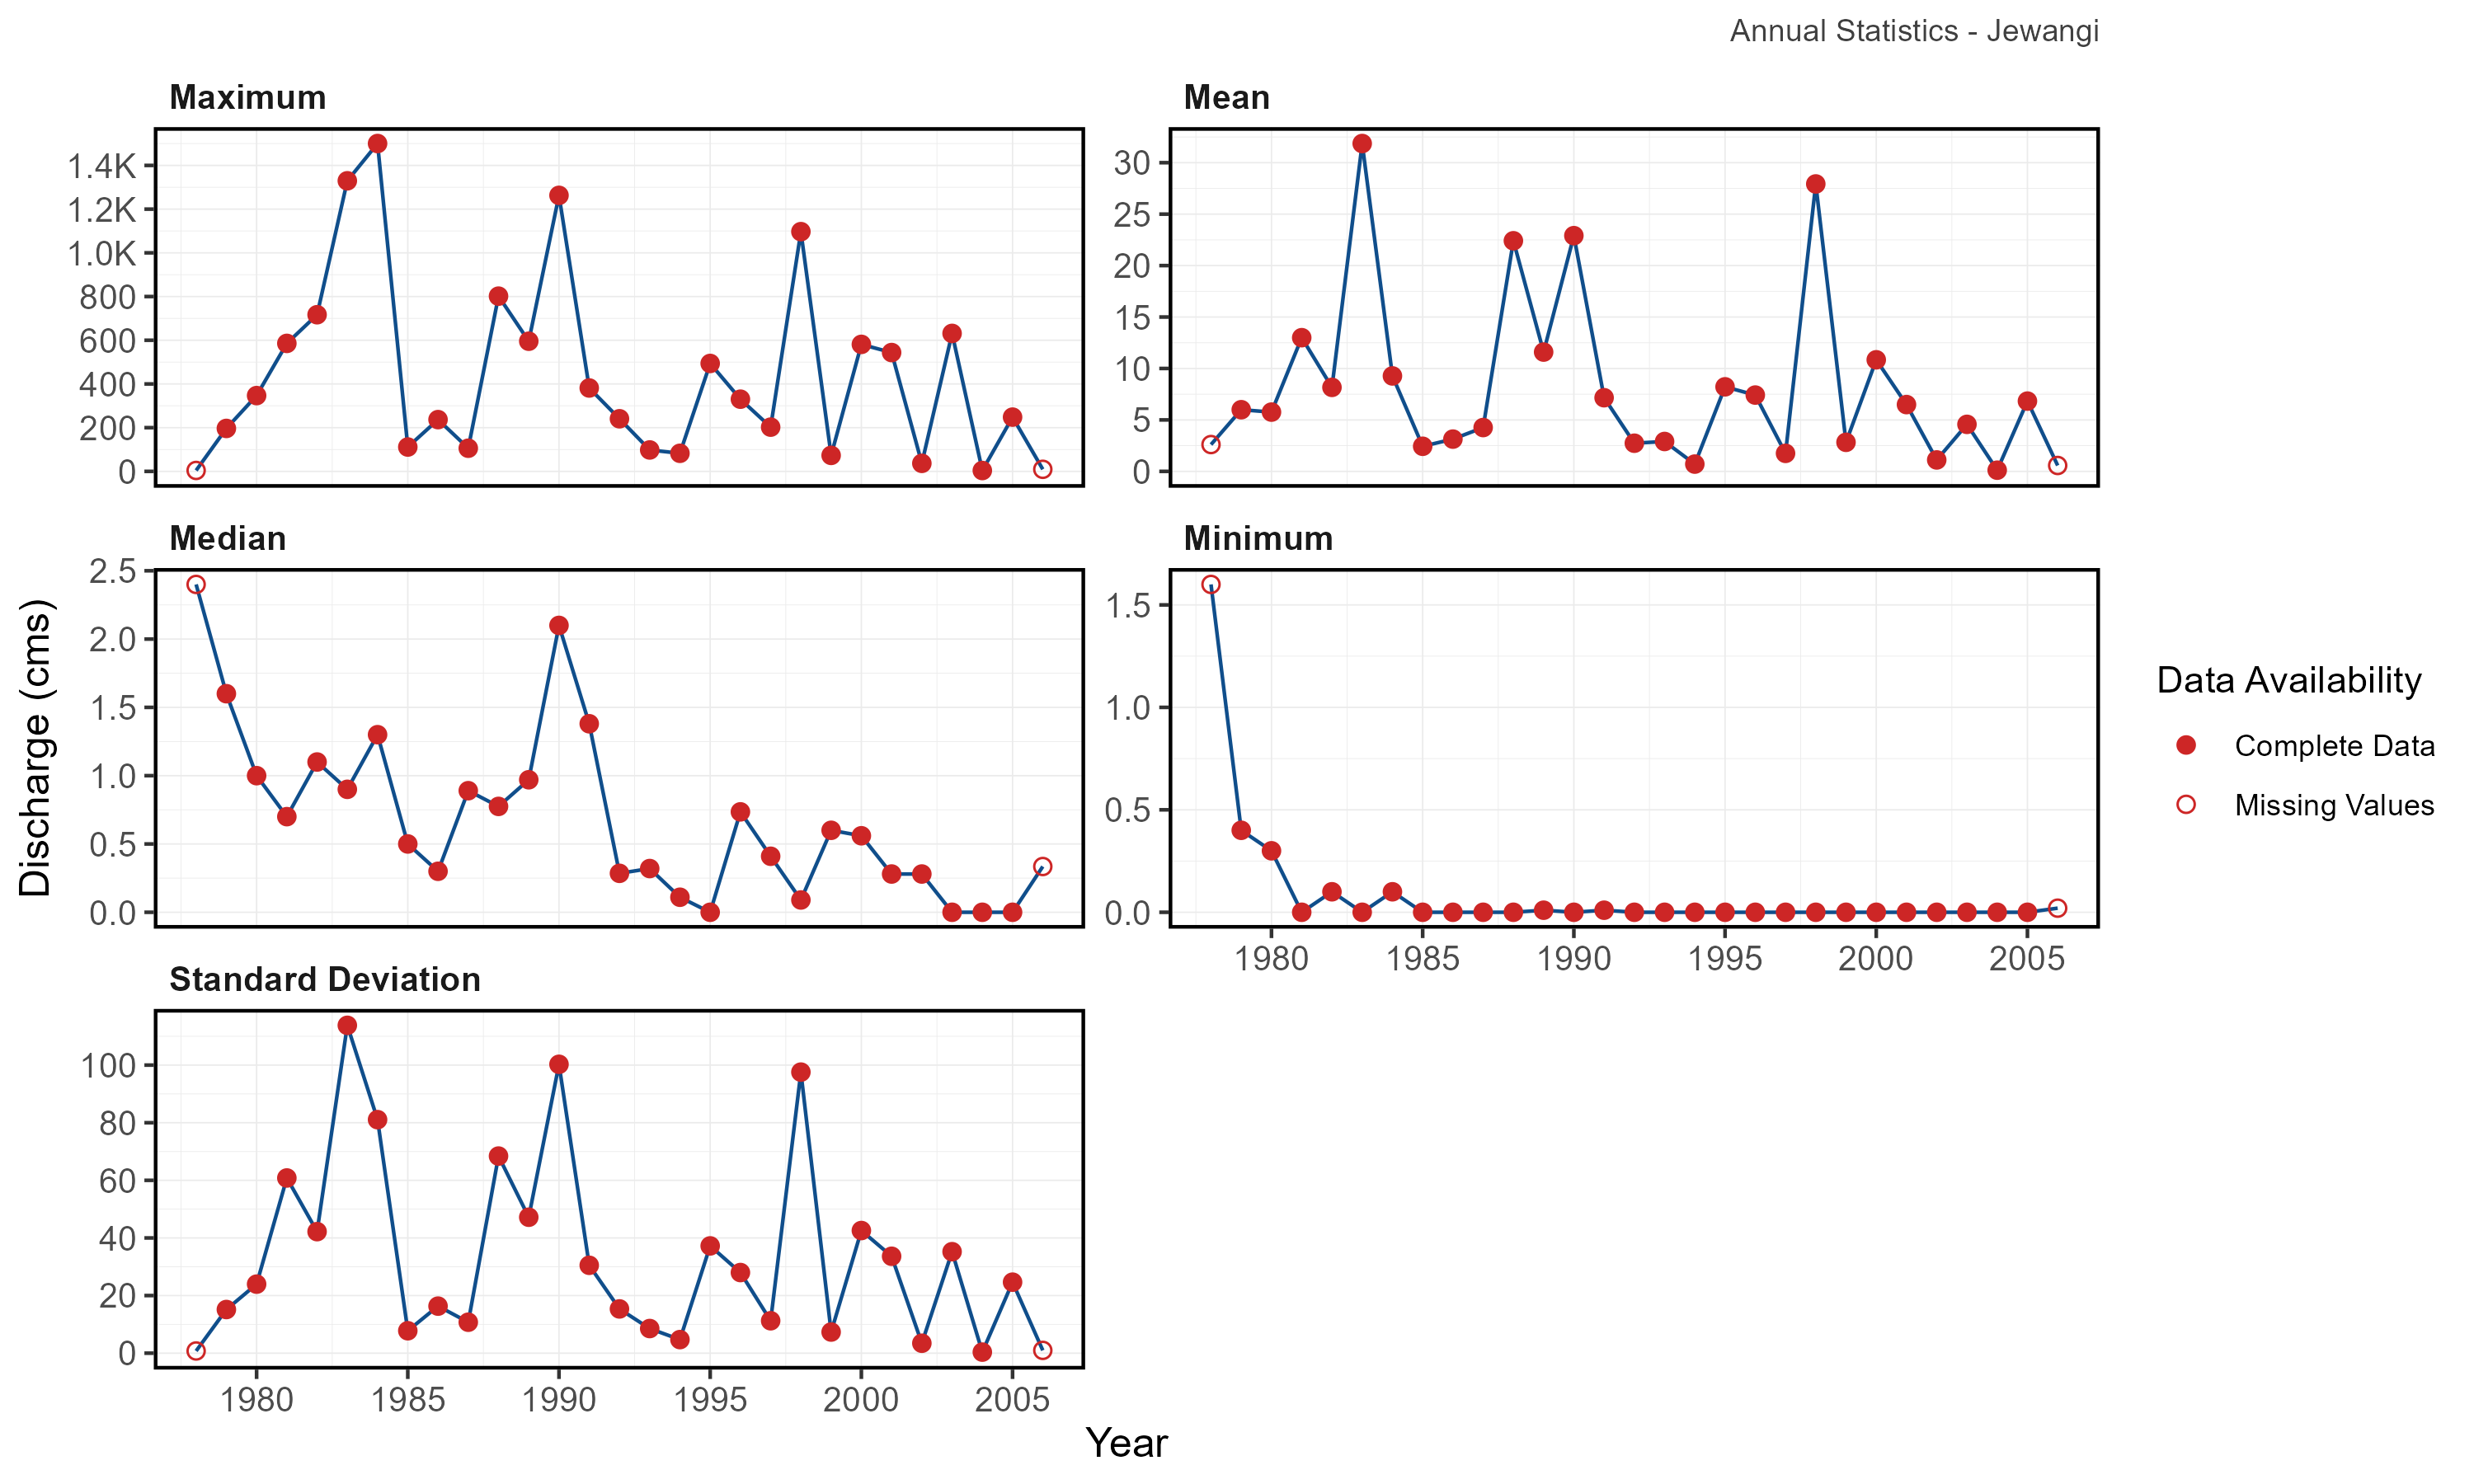 Annual Statistics - Jewangi
Maximum
1.4K
1.2K
1.0K
800
600
400
200
0
Mean
30
25
20
15
10
5
0
Discharge (cms)
Median
2.5
2.0
1.5
1.0
0.5
0.0
Minimum
1.5
1.0
0.5
0.0
1980 1985 1990 1995 2000 2005
Standard Deviation
100
80
60
40
20
0
1980 1985 1990 1995 2000 2005
Year
Data Availability
Complete Data
Missing Values